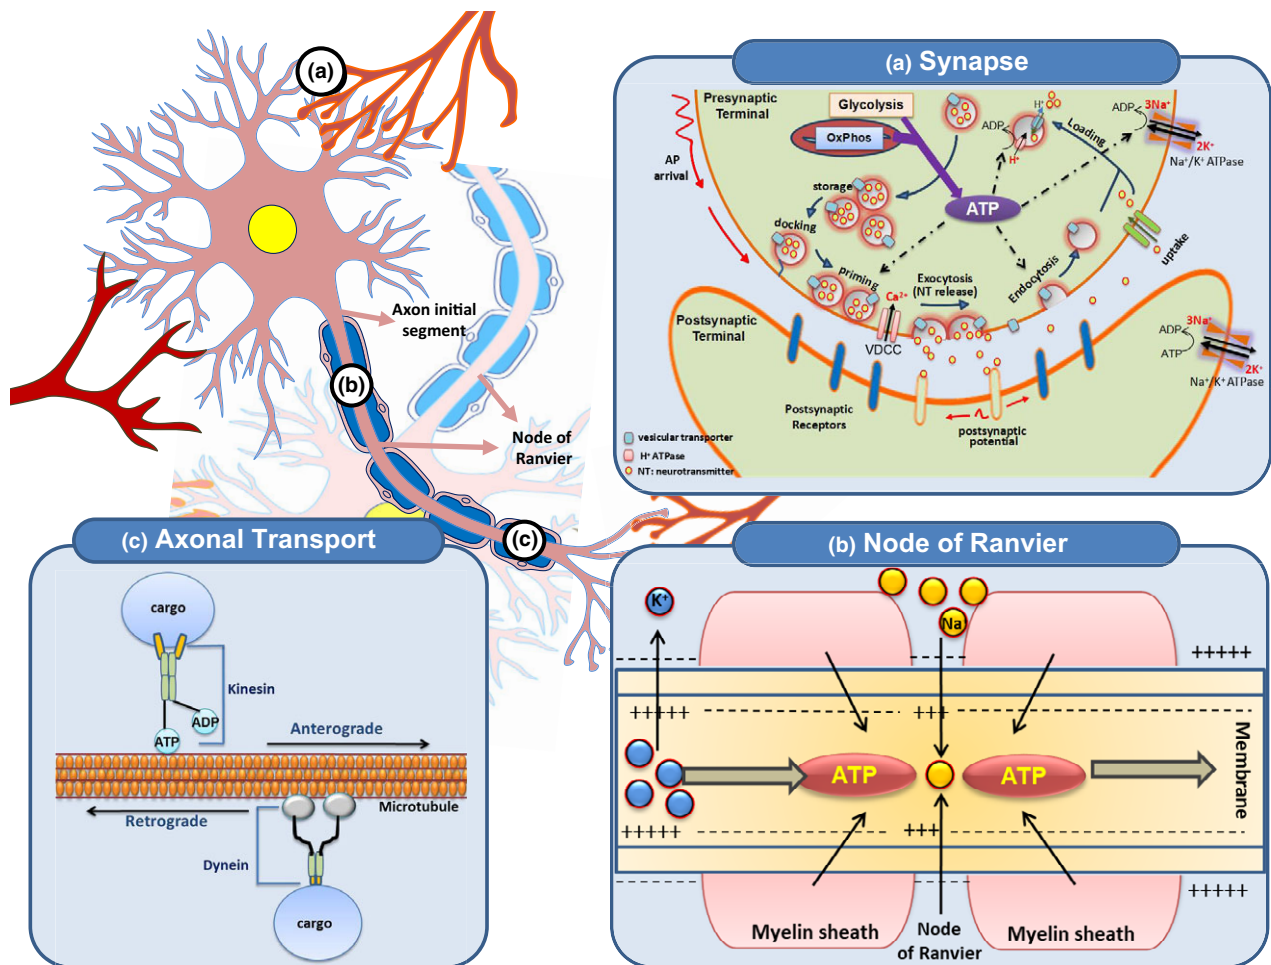 (a)
Axon initial
segment
(b)
Node of
Ranvier
(c)
(a) Synapse
Presynaptic
Terminal
Glycolysis
OxPhos
AP
arrival
ADP
H⁺
H⁺
Loading
ADP
3Na⁺
2K⁺
Na⁺/K⁺ ATPase
storage
ATP
docking
priming
Ca²⁺
Exocytosis
(NT release)
Endocytosis
uptake
Postsynaptic
Terminal
VDCC
3Na⁺
ADP
ATP
2K⁺
Na⁺/K⁺ ATPase
Postsynaptic
Receptors
postsynaptic
potential
vesicular transporter
H⁺ ATPase
NT: neurotransmitter
(c) Axonal Transport
cargo
Kinesin
ADP
ATP
Anterograde
Microtubule
Retrograde
Dynein
cargo
(b) Node of Ranvier
K⁺
Na
-----
+++++
+++++
+++
ATP
ATP
Membrane
+++++
+++
+++++
Myelin sheath
Node
of Ranvier
Myelin sheath